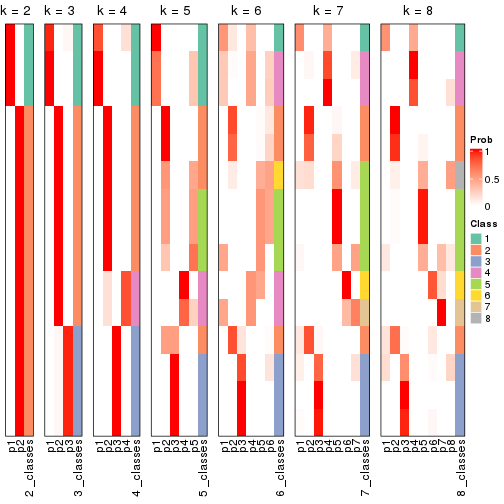 k = 2 k = 3 k = 4 k = 5 k = 6 k = 7 k = 8
Prob
1
0.5
0
Class
1
2
3
4
5
6
7
8
p1 p2 2_classes p1 p2 p3 3_classes p1 p2 p3 p4 4_classes p1 p2 p3 p4 p5 5_classes p1 p2 p3 p4 p5 p6 6_classes p1 p2 p3 p4 p5 p6 p7 7_classes p1 p2 p3 p4 p5 p6 p7 p8 8_classes